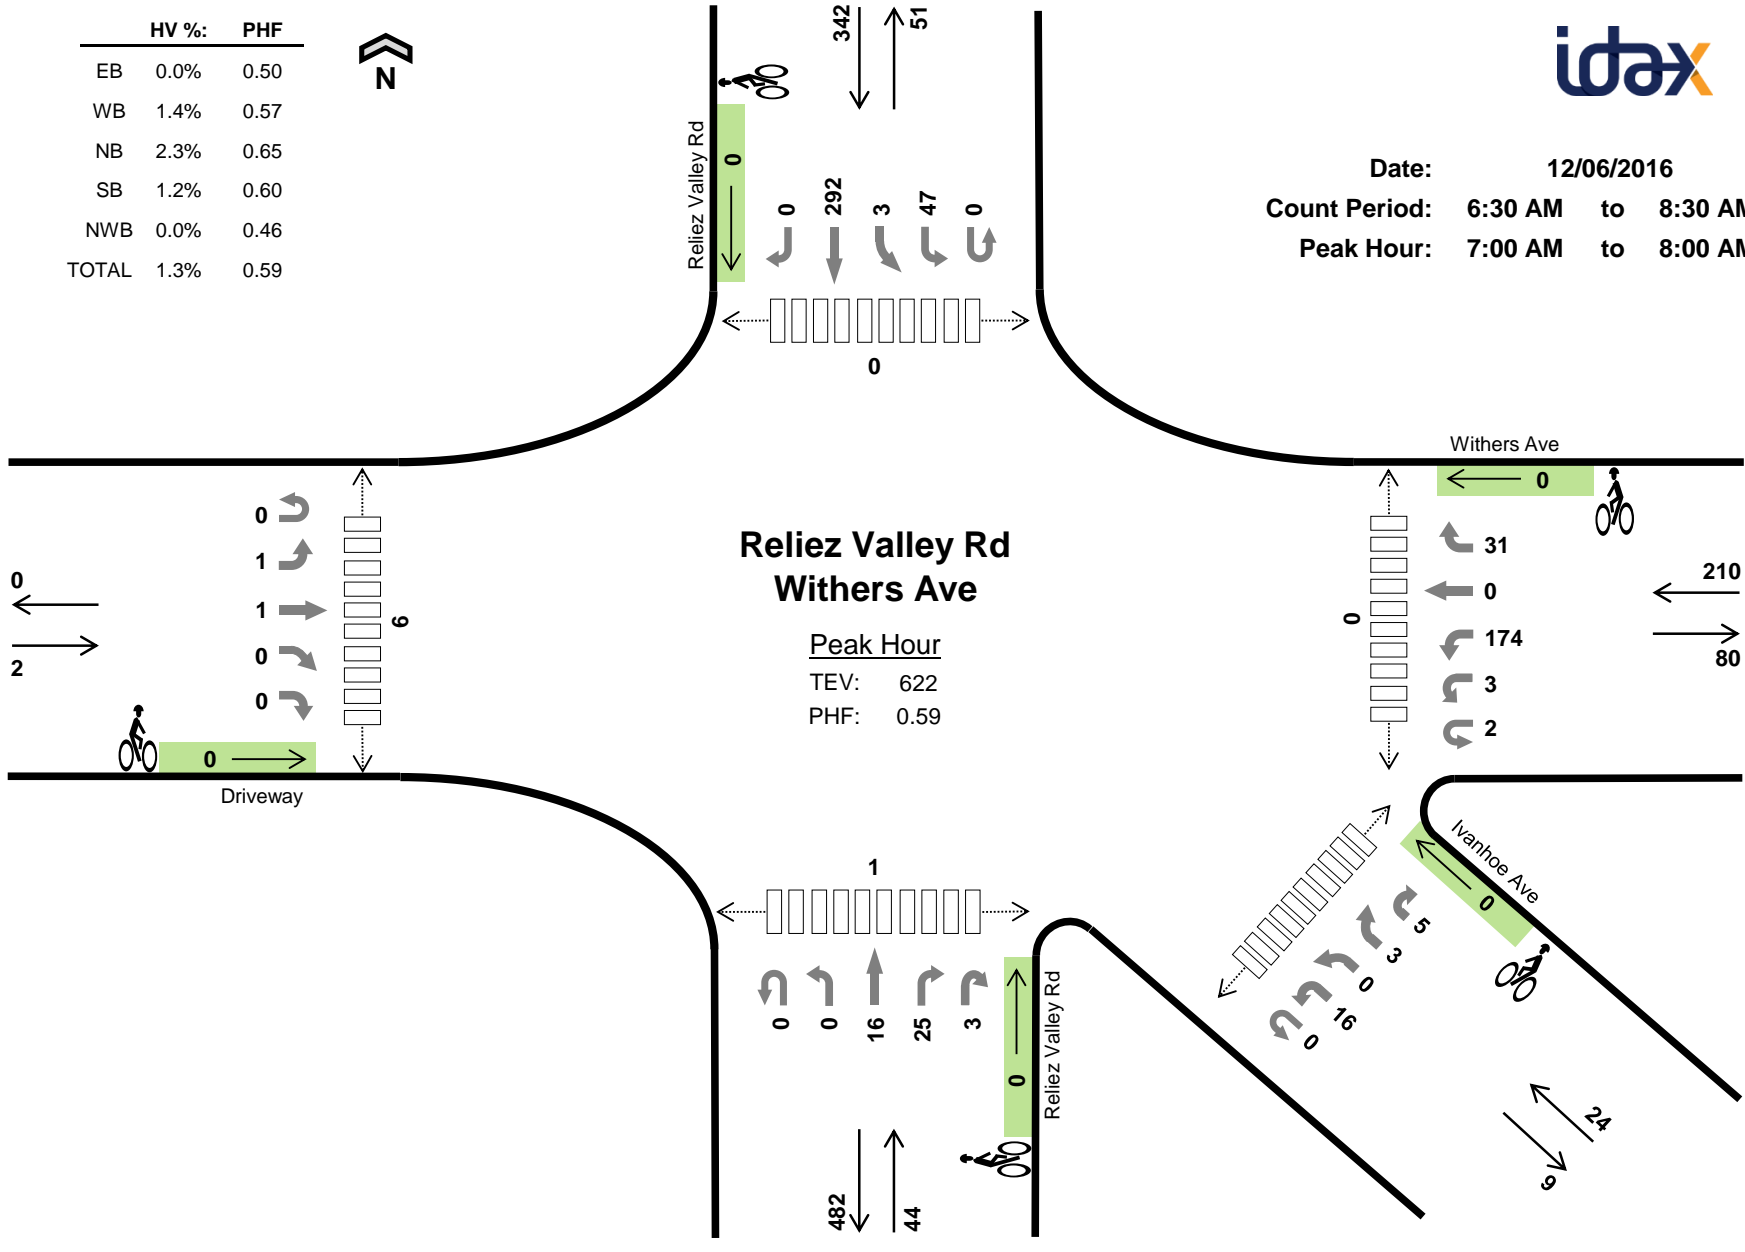 HV %: PHF
EB 0.0% 0.50
WB 1.4% 0.57
NB 2.3% 0.65
SB 1.2% 0.60
NWB 0.0% 0.46
TOTAL 1.3% 0.59
N
idax
Date: 12/06/2016
Count Period: 6:30 AM to 8:30 AM
Peak Hour: 7:00 AM to 8:00 AM
342
51
Reliez Valley Rd
0
0
292
3
47
0
0
Withers Ave
0
31
0
174
3
2
0
210
80
0
1
1
0
0
6
0
2
0
Driveway
Reliez Valley Rd
Withers Ave
Peak Hour
TEV: 622
PHF: 0.59
1
0
0
16
25
3
0
Reliez Valley Rd
482
44
Ivanhoe Ave
0
5
3
0
16
0
24
9